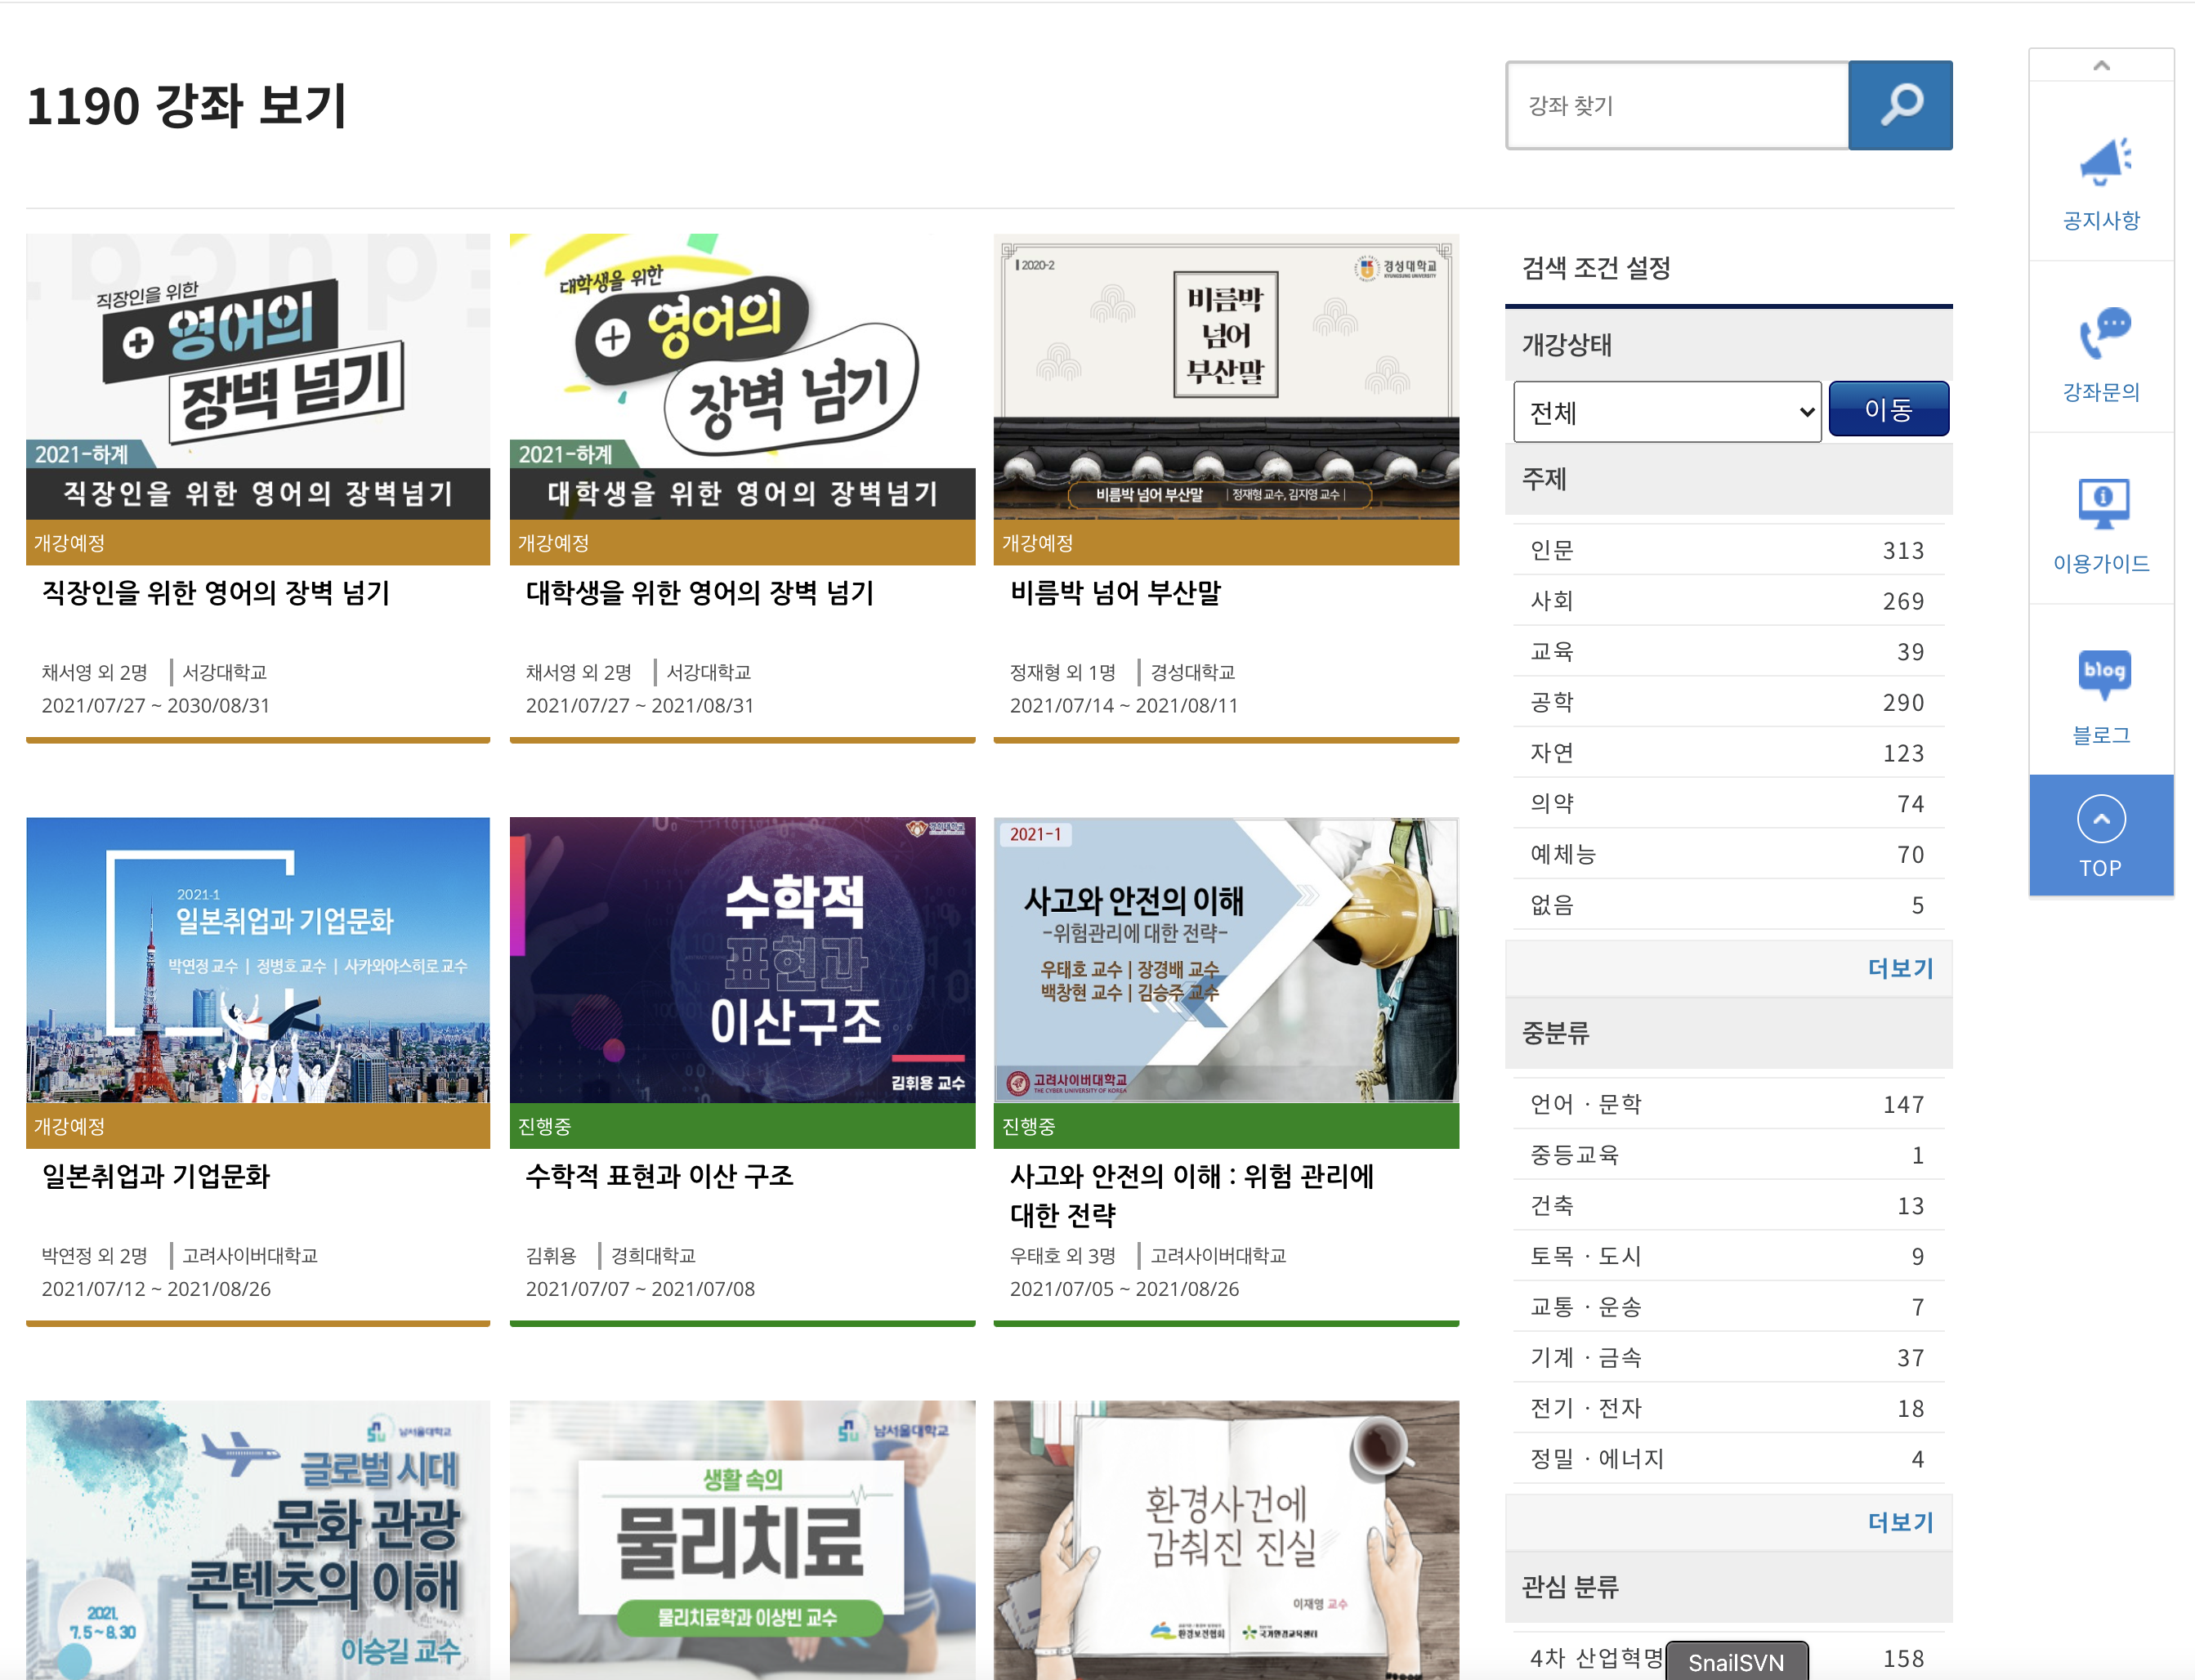 1190 강좌 보기
강좌 찾기
직장인을 위한
영어의
장벽 넘기
2021-하계
직장인을 위한 영어의 장벽넘기
개강예정
직장인을 위한 영어의 장벽 넘기
채서영 외 2명 서강대학교
2021/07/27 ~ 2030/08/31
대학생을 위한
영어의
장벽 넘기
2021-하계
대학생을 위한 영어의 장벽넘기
개강예정
대학생을 위한 영어의 장벽 넘기
채서영 외 2명 서강대학교
2021/07/27 ~ 2021/08/31
2020-2
경성대학교
KYUNGSUNG UNIVERSITY
비름박
넘어
부산말
비름박 넘어 부산말 | 정재형 교수, 김지영 교수 |
개강예정
비름박 넘어 부산말
정재형 외 1명 경성대학교
2021/07/14 ~ 2021/08/11
2021-1
일본취업과 기업문화
박연정 교수 | 정병호 교수 | 사카와야스히로 교수
개강예정
일본취업과 기업문화
박연정 외 2명 고려사이버대학교
2021/07/12 ~ 2021/08/26
경희대학교
수학적
표현과
이산구조
김휘용 교수
진행중
수학적 표현과 이산 구조
김휘용 경희대학교
2021/07/07 ~ 2021/07/08
2021-1
사고와 안전의 이해
-위험관리에 대한 전략-
우태호 교수 | 장경배 교수
백창현 교수 | 김승주 교수
고려사이버대학교
THE CYBER UNIVERSITY OF KOREA
진행중
사고와 안전의 이해 : 위험 관리에
대한 전략
우태호 외 3명 고려사이버대학교
2021/07/05 ~ 2021/08/26
남서울대학교
글로벌 시대
문화 관광
콘텐츠의 이해
2021.
7.5~8.30
이승길 교수
남서울대학교
생활 속의
물리치료
물리치료학과 이상빈 교수
환경사건에
감춰진 진실
이재영 교수
환경보전협회 국가환경교육센터
검색 조건 설정
개강상태
전체 이동
주제
인문 313
사회 269
교육 39
공학 290
자연 123
의약 74
예체능 70
없음 5
더보기
중분류
언어 · 문학 147
중등교육 1
건축 13
토목 · 도시 9
교통 · 운송 7
기계 · 금속 37
전기 · 전자 18
정밀 · 에너지 4
더보기
관심 분류
4차 산업혁명 158
SnailSVN
공지사항
강좌문의
이용가이드
blog
블로그
TOP